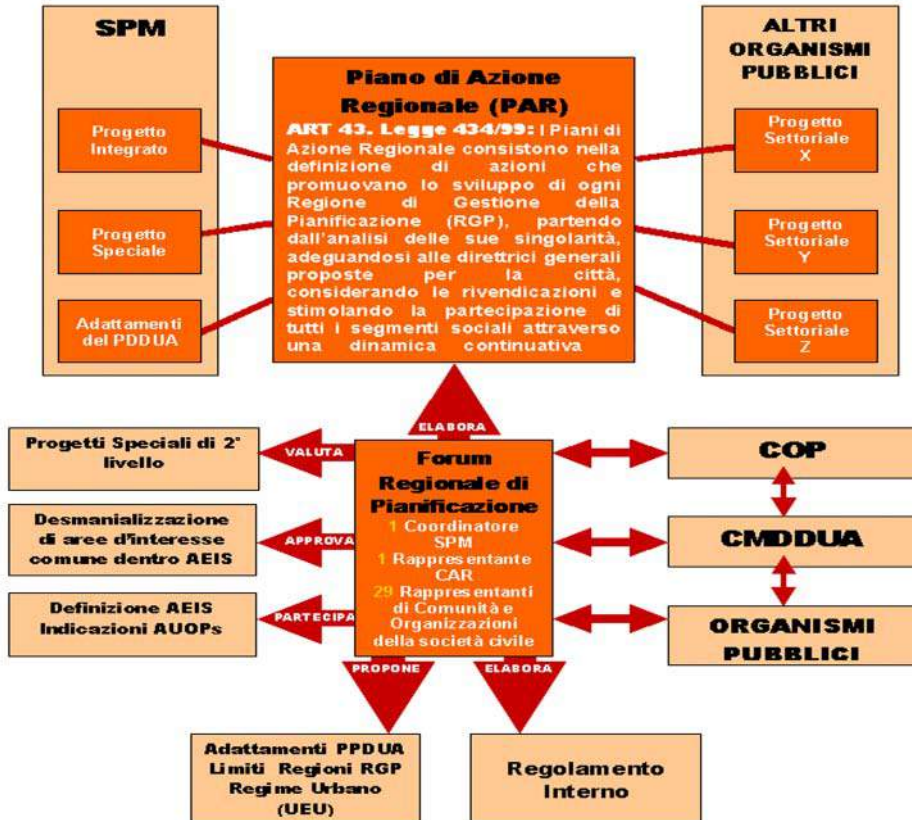 SPM
Progetto
Integrato
Progetto
Speciale
Adattamenti
del PDDUA
Piano di Azione
Regionale (PAR)
ART 43. Legge 434/99: I Piani di
Azione Regionale consistono nella
definizione di azioni che
promuovano lo sviluppo di ogni
Regione di Gestione della
Pianificazione (RGP), partendo
dall'analisi delle sue singolarità,
adeguandosi alle direttrici generali
proposte per la città,
considerando le rivendicazioni e
stimolando la partecipazione di
tutti i segmenti sociali attraverso
una dinamica continuativa
ALTRI
ORGANISMI
PUBBLICI
Progetto
Settoriale
X
Progetto
Settoriale
Y
Progetto
Settoriale
Z
ELABORA
Progetti Speciali di 2°
livello
VALUTA
Desmanializzazione
di aree d'interesse
comune dentro AEIS
APPROVA
Definizione AEIS
Indicazioni AUOPs
PARTECIPA
Forum
Regionale di
Pianificazione
1 Coordinatore
SPM
1 Rappresentante
CAR
29 Rappresentanti
di Comunità e
Organizzazioni
della società civile
COP
CMDDUA
ORGANISMI
PUBBLICI
PROPONE
ELABORA
Adattamenti PPDUA
Limiti Regioni RGP
Regime Urbano
(UEU)
Regolamento
Interno